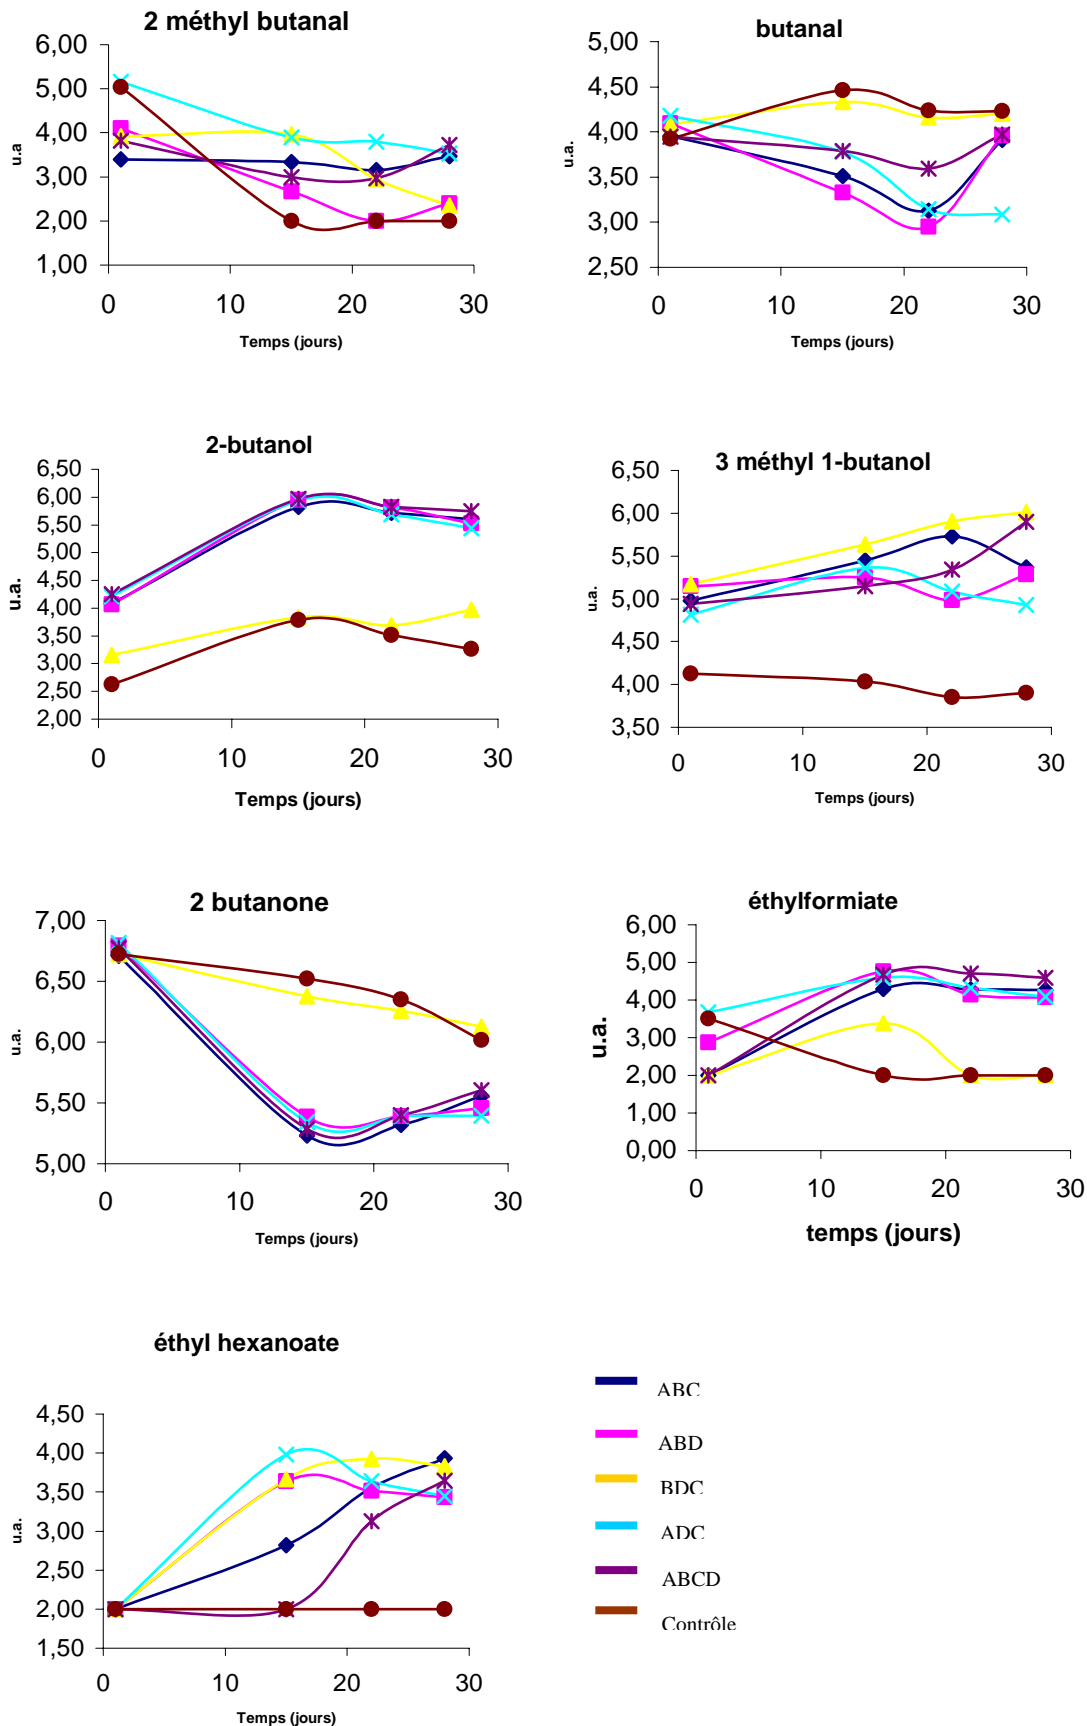 2 méthyl butanal
6,00
5,00
4,00
3,00
2,00
1,00
u.a
0 10 20 30
Temps (jours)
butanal
5,00
4,50
4,00
3,50
3,00
2,50
u.a.
0 10 20 30
Temps (jours)
2-butanol
6,50
6,00
5,50
5,00
4,50
4,00
3,50
3,00
2,50
2,00
u.a.
0 10 20 30
Temps (jours)
3 méthyl 1-butanol
6,50
6,00
5,50
5,00
4,50
4,00
3,50
u.a.
0 10 20 30
Temps (jours)
2 butanone
7,00
6,50
6,00
5,50
5,00
u.a.
0 10 20 30
Temps (jours)
éthylformiate
6,00
5,00
4,00
3,00
2,00
1,00
0,00
u.a.
0 10 20 30
temps (jours)
éthyl hexanoate
4,50
4,00
3,50
3,00
2,50
2,00
1,50
u.a.
0 10 20 30
Temps (jours)
ABC
ABD
BDC
ADC
ABCD
Contrôle